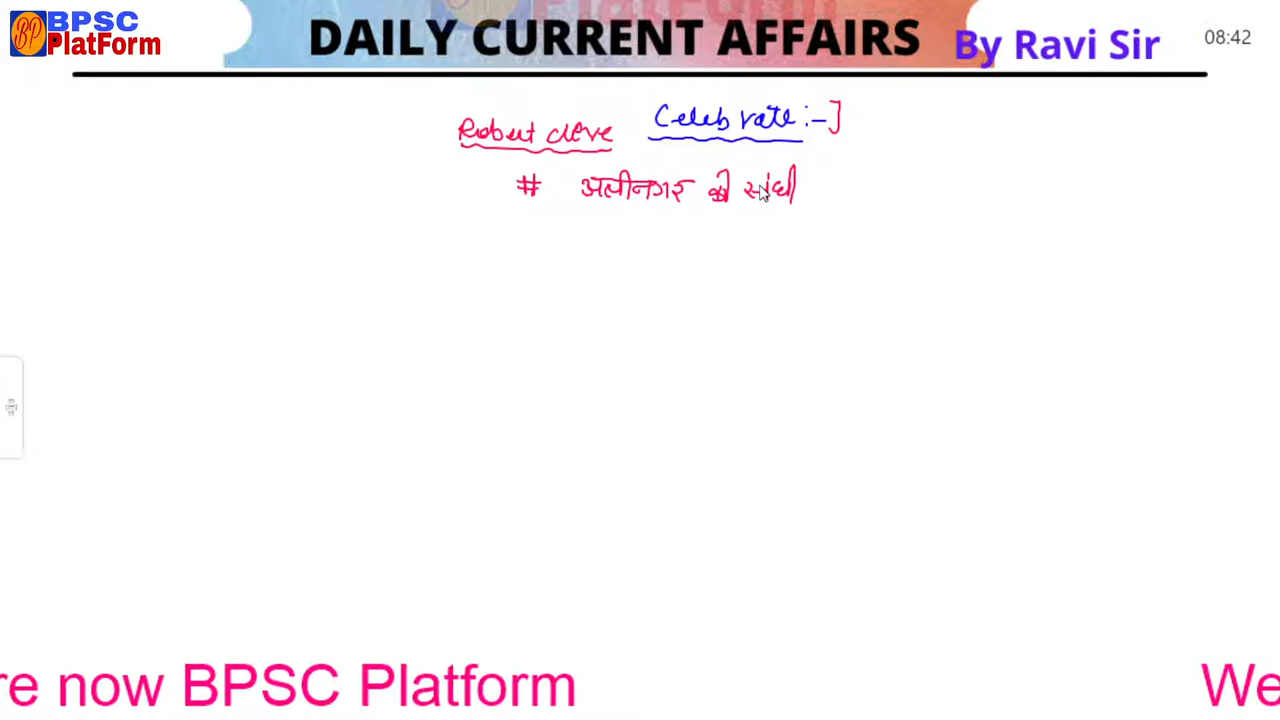 BPSC
PlatForm
DAILY CURRENT AFFAIRS
By Ravi Sir
08:42
Robert cleve
Celebrate :- ]
# अलीनगर की सांधी
re now BPSC Platform
We